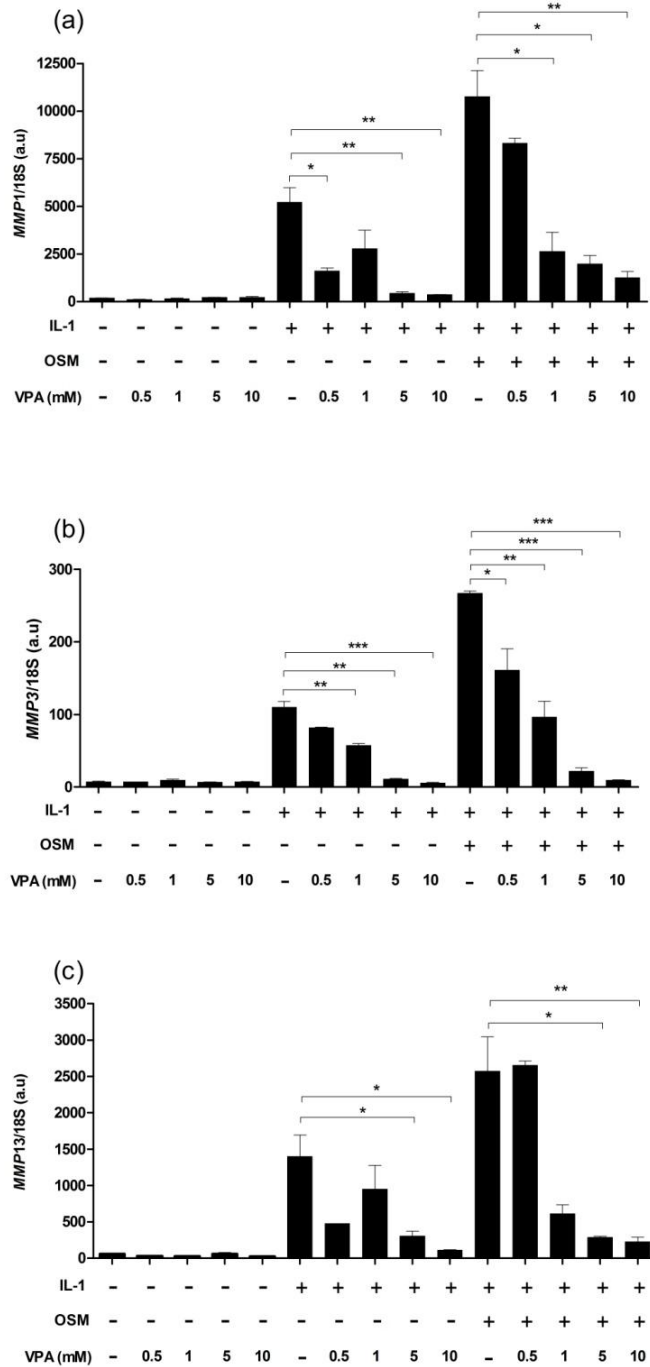 (a)
**
*
*
**
**
*
12500
10000
7500
5000
2500
0
MMP1/18S (a.u)
IL-1 – – – – – + + + + + + + + + +
OSM – – – – – – – – – – + + + + +
VPA (mM) – 0.5 1 5 10 – 0.5 1 5 10 – 0.5 1 5 10
(b)
***
***
**
*
***
**
**
300
200
100
0
MMP3/18S (a.u)
IL-1 – – – – – + + + + + + + + + +
OSM – – – – – – – – – – + + + + +
VPA (mM) – 0.5 1 5 10 – 0.5 1 5 10 – 0.5 1 5 10
(c)
**
*
*
*
3500
3000
2500
2000
1500
1000
500
0
MMP13/18S (a.u)
IL-1 – – – – – + + + + + + + + + +
OSM – – – – – – – – – – + + + + +
VPA (mM) – 0.5 1 5 10 – 0.5 1 5 10 – 0.5 1 5 10